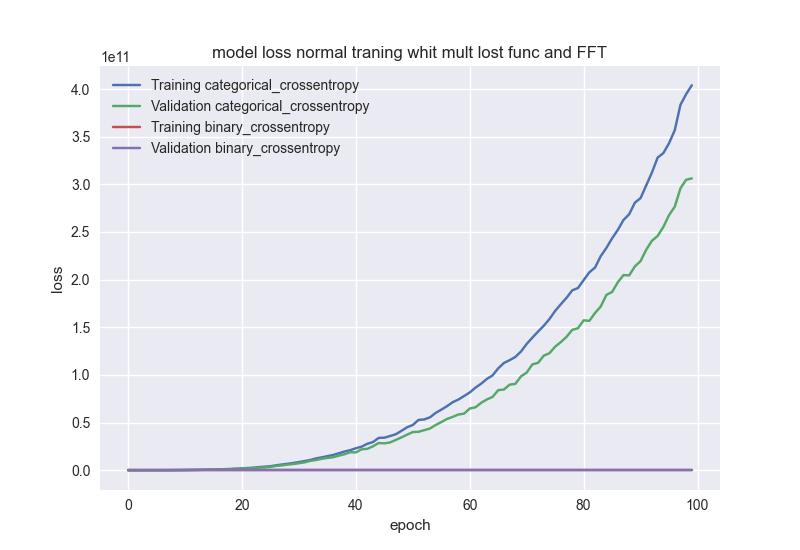 model loss normal traning whit mult lost func and FFT
1e11
Training categorical_crossentropy
Validation categorical_crossentropy
Training binary_crossentropy
Validation binary_crossentropy
4.0
3.5
3.0
2.5
2.0
1.5
1.0
0.5
0.0
loss
0 20 40 60 80 100
epoch